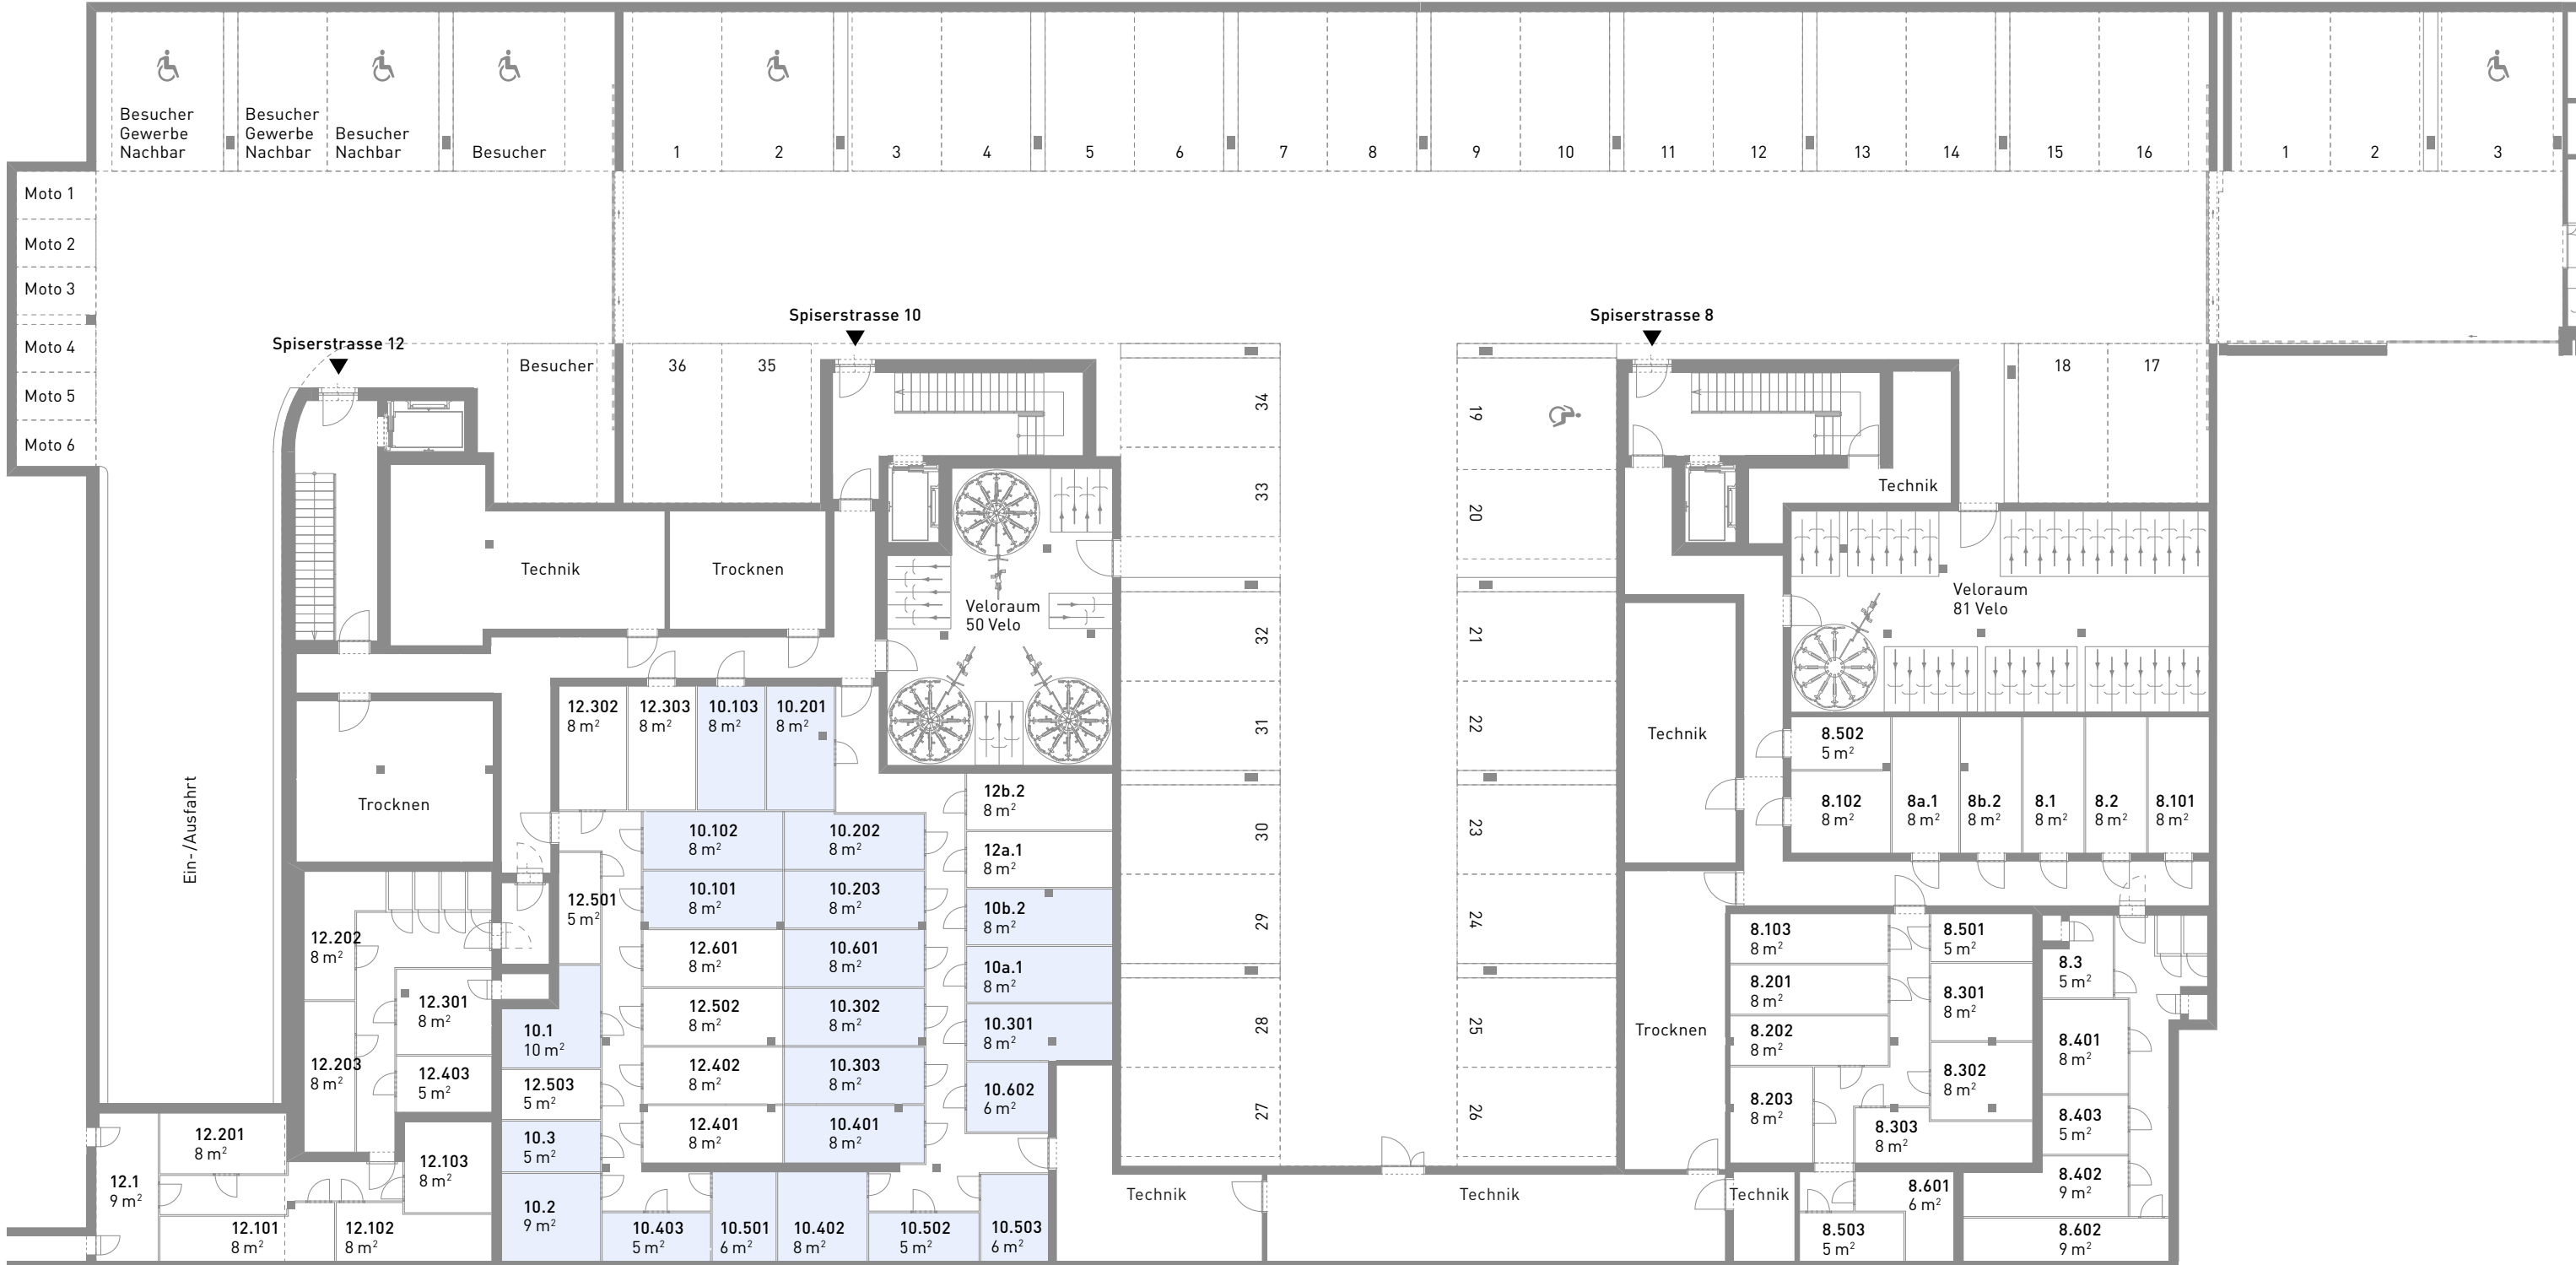 Besucher
Gewerbe
Nachbar
Besucher
Gewerbe
Nachbar
Besucher
Nachbar
Besucher
1
2
3
4
5
6
7
8
9
10
11
12
13
14
15
16
1
2
3
Moto 1
Moto 2
Moto 3
Moto 4
Moto 5
Moto 6
Spiserstrasse 12
Spiserstrasse 10
Spiserstrasse 8
Besucher
36
35
34
33
32
31
30
29
28
27
19
20
21
22
23
24
25
26
18
17
Technik
Technik
Trocknen
Veloraum
50 Velo
Veloraum
81 Velo
Ein-/Ausfahrt
Trocknen
12.302
8 m²
12.303
8 m²
10.103
8 m²
10.201
8 m²
Technik
8.502
5 m²
8.102
8 m²
8a.1
8 m²
8b.2
8 m²
8.1
8 m²
8.2
8 m²
8.101
8 m²
12b.2
8 m²
12a.1
8 m²
10b.2
8 m²
10a.1
8 m²
10.301
8 m²
10.602
6 m²
10.102
8 m²
10.202
8 m²
10.101
8 m²
10.203
8 m²
12.601
8 m²
10.601
8 m²
12.502
8 m²
10.302
8 m²
12.402
8 m²
10.303
8 m²
12.401
8 m²
10.401
8 m²
12.501
5 m²
10.1
10 m²
12.503
5 m²
10.3
5 m²
10.2
9 m²
10.403
5 m²
10.501
6 m²
10.402
8 m²
10.502
5 m²
10.503
6 m²
12.202
8 m²
12.203
8 m²
12.301
8 m²
12.403
5 m²
12.103
8 m²
12.201
8 m²
12.1
9 m²
12.101
8 m²
12.102
8 m²
Trocknen
8.103
8 m²
8.201
8 m²
8.202
8 m²
8.203
8 m²
8.501
5 m²
8.301
8 m²
8.302
8 m²
8.303
8 m²
8.3
5 m²
8.401
8 m²
8.403
5 m²
8.402
9 m²
8.602
9 m²
8.601
6 m²
8.503
5 m²
Technik
Technik
Technik